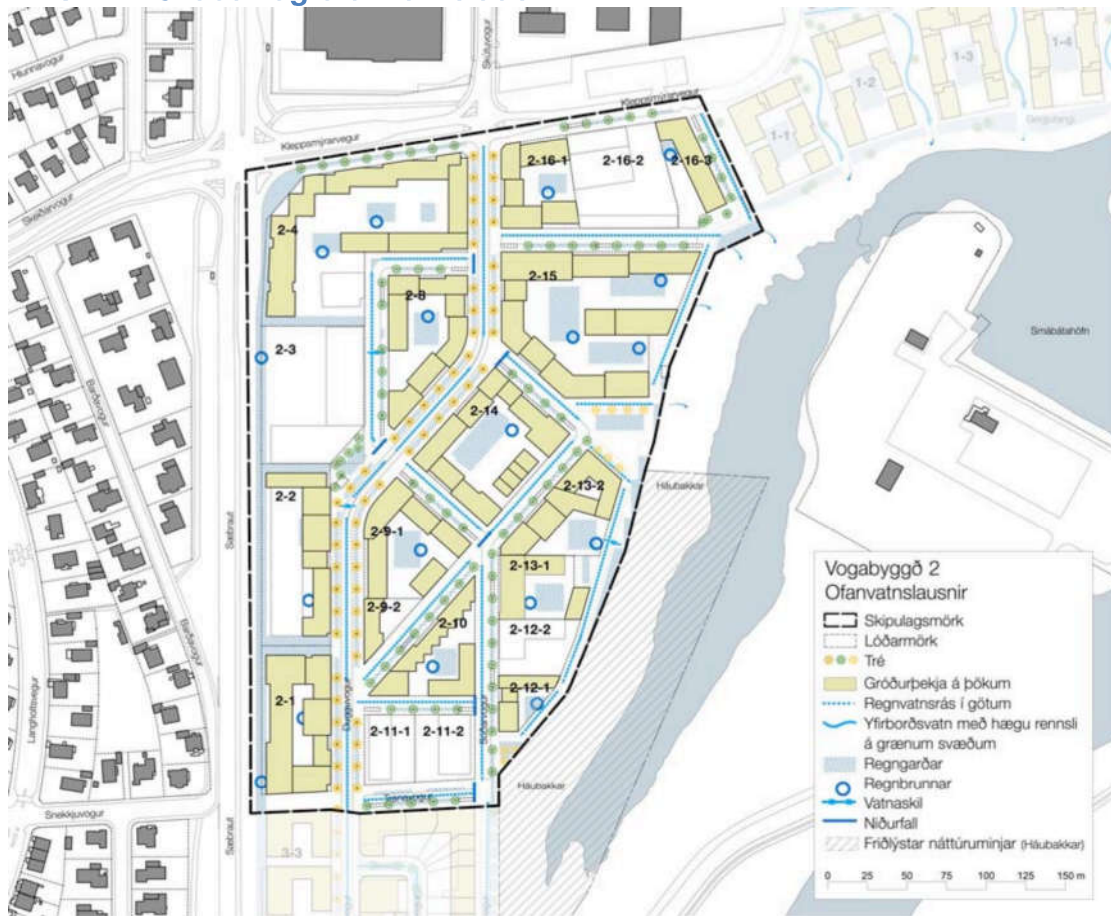 Hlunnavogur
Skútuvogur
Kleppsmýrarvegur
Kleppsmýrarvegur
Skeiðarvogur
1-1
1-2
1-3
1-4
2-16-1
2-16-2
2-16-3
2-4
2-15
2-8
2-3
Smábátahöfn
Barðavogur
2-14
2-13-2
Háubakkar
2-2
Sæbraut
2-9-1
2-13-1
2-9-2
2-10
2-12-2
Barðavogur
Langholtsvegur
2-1
2-12-1
2-11-1
2-11-2
Háubakkar
Snekkjuvogur
Sæbraut
3-3
Vogabyggð 2
Ofanvatnslausnir
Skipulagsmörk
Lóðarmörk
Tré
Gróðurþekja á þökum
Regnvatnsrás í götum
Yfirborðsvatn með hægu rennsli
á grænum svæðum
Regngarðar
Regnbrunnar
Vatnaskil
Niðurfall
Friðlýstar náttúruminjar (Háubakkar)
0 25 50 75 100 125 150 m